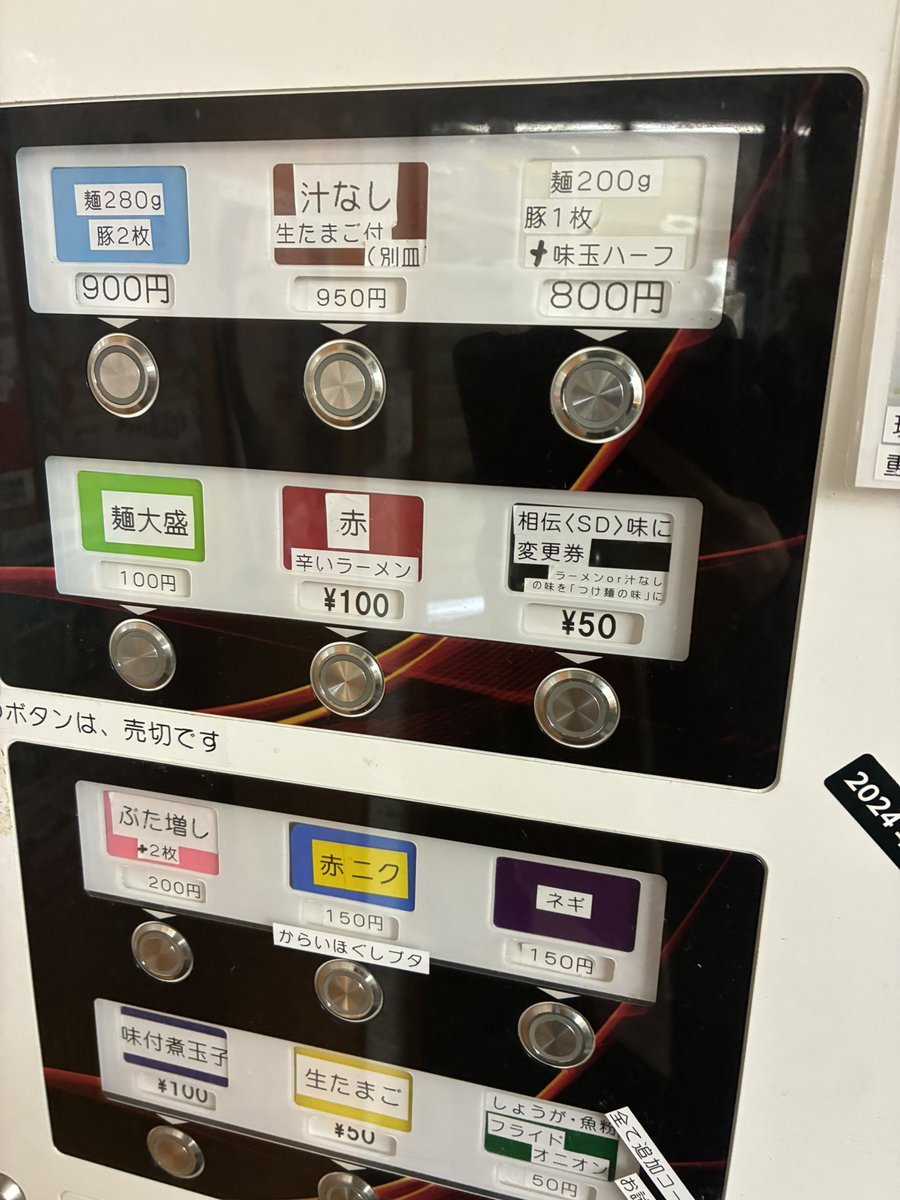 麺280g
豚2枚
900円
汁なし
生たまご付
(別皿
950円
麺200g
豚1枚
+味玉ハーフ
800円
麺大盛
100円
赤
辛いラーメン
¥100
相伝〈SD〉味に
変更券
ラーメンor汁なし
の味を「つけ麺の味」に
¥50
ボタンは、売切です
ぶた増し
+2枚
200円
赤ニク
150円
からいほぐしブタ
ネギ
150円
味付煮玉子
¥100
生たまご
¥50
しょうが・魚粉
フライド
オニオン
50円
全て追加コ
2024
重